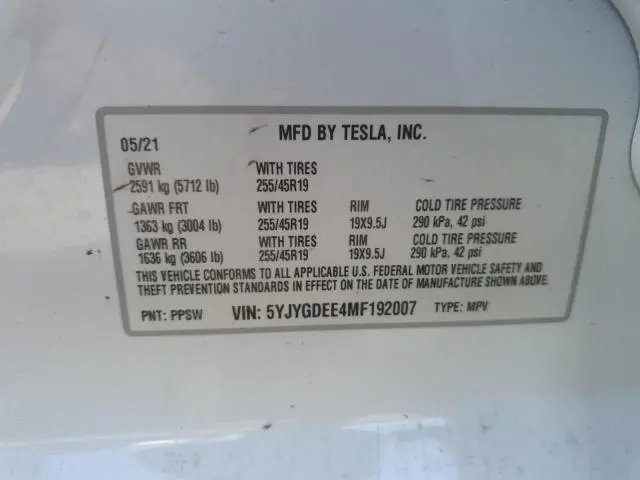 05/21 MFD BY TESLA, INC.
GVWR WITH TIRES
2591 kg (5712 lb) 255/45R19
GAWR FRT WITH TIRES RIM COLD TIRE PRESSURE
1363 kg (3004 lb) 255/45R19 19X9.5J 290 kPa, 42 psi
GAWR RR WITH TIRES RIM COLD TIRE PRESSURE
1636 kg (3606 lb) 255/45R19 19X9.5J 290 kPa, 42 psi
THIS VEHICLE CONFORMS TO ALL APPLICABLE U.S. FEDERAL MOTOR VEHICLE SAFETY AND
THEFT PREVENTION STANDARDS IN EFFECT ON THE DATE OF MANUFACTURE SHOWN ABOVE.
PNT: PPSW VIN: 5YJYGDEE4MF192007 TYPE: MPV